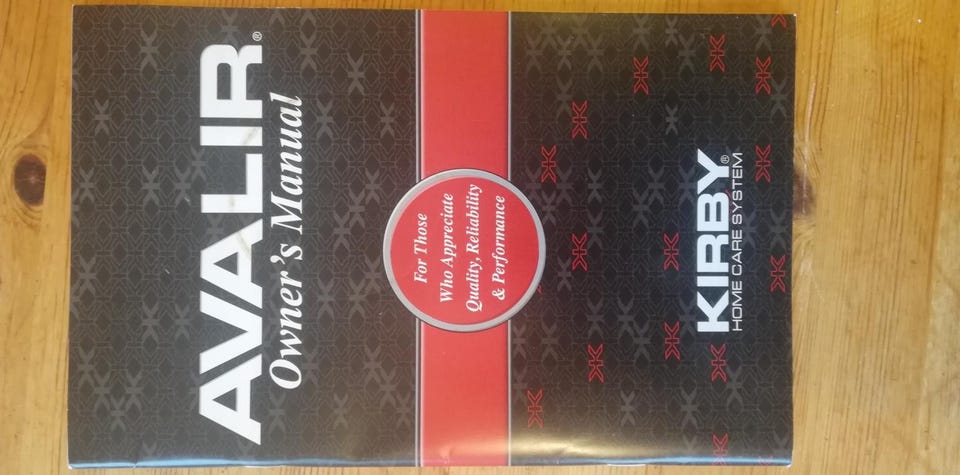 AVALIR®
Owner's Manual
For Those
Who Appreciate
Quality, Reliability
& Performance
KIRBY®
HOME CARE SYSTEM